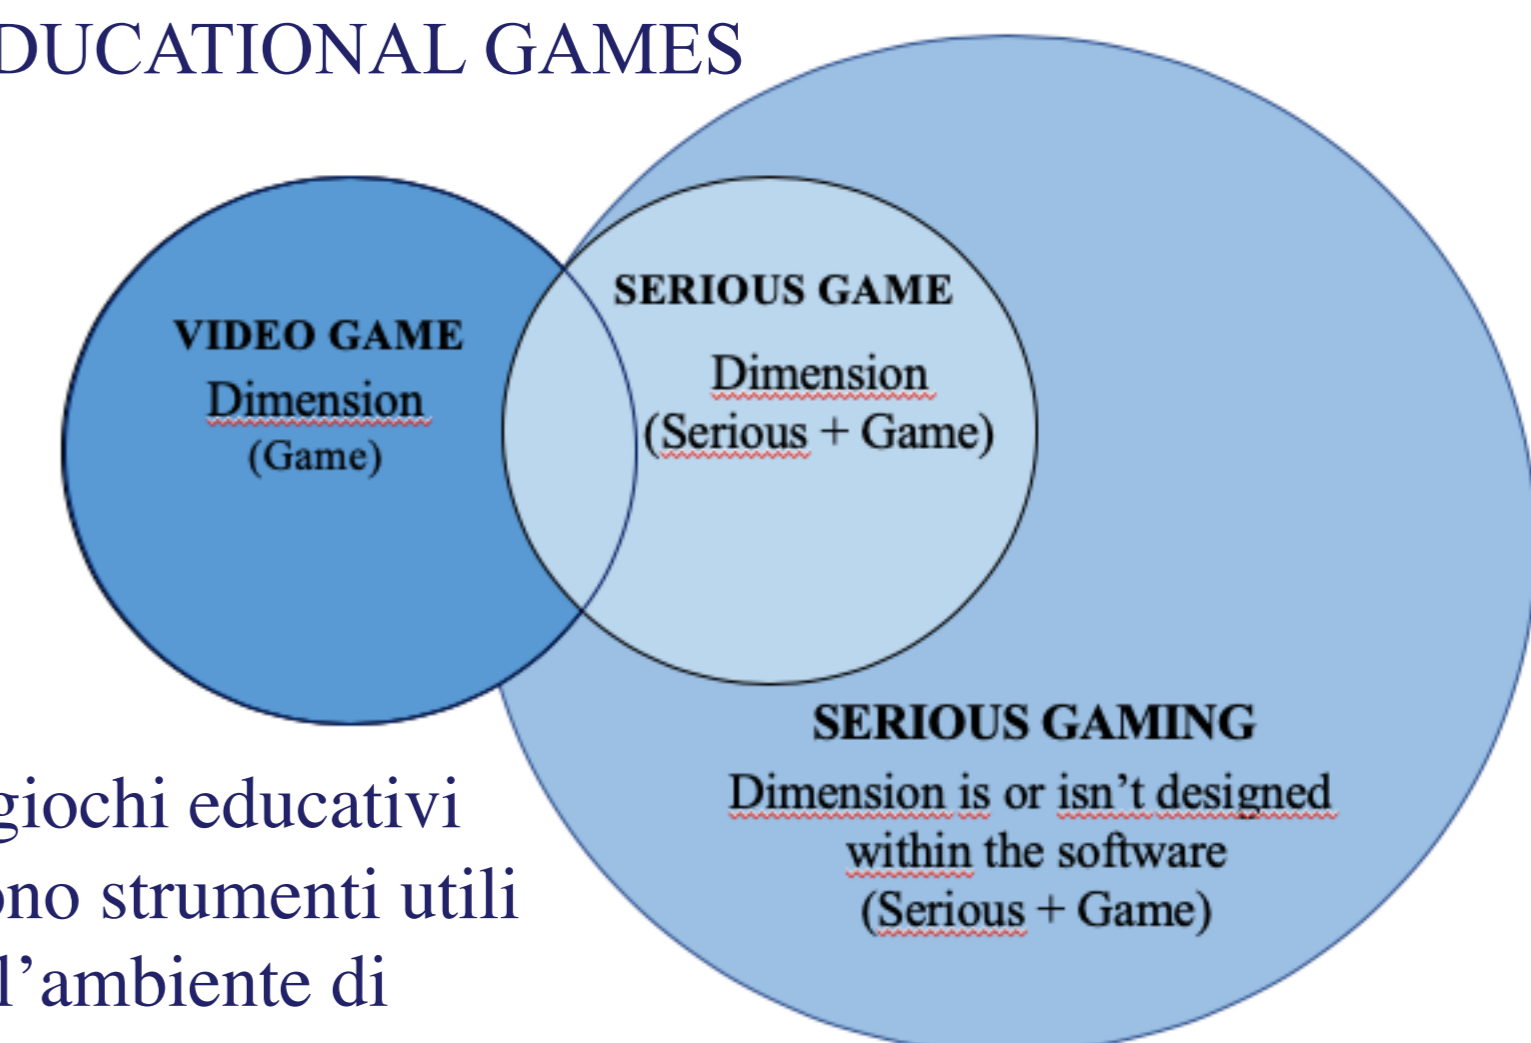 DUCATIONAL GAMES
VIDEO GAME
Dimension
(Game)
SERIOUS GAME
Dimension
(Serious + Game)
SERIOUS GAMING
Dimension is or isn't designed
within the software
(Serious + Game)
giochi educativi
ono strumenti utili
l'ambiente di